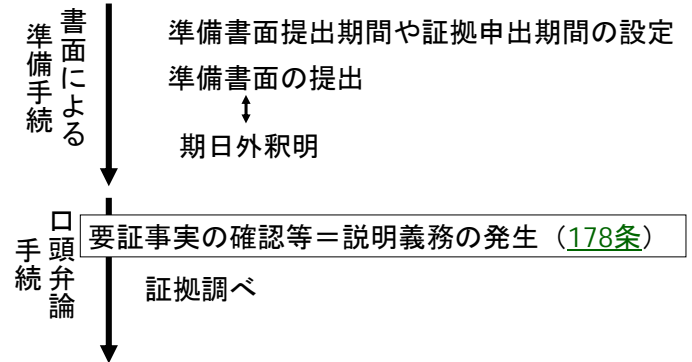 書面による
準備手続
準備書面提出期間や証拠申出期間の設定
準備書面の提出
期日外釈明
口頭弁論
手続
要証事実の確認等＝説明義務の発生（178条）
証拠調べ